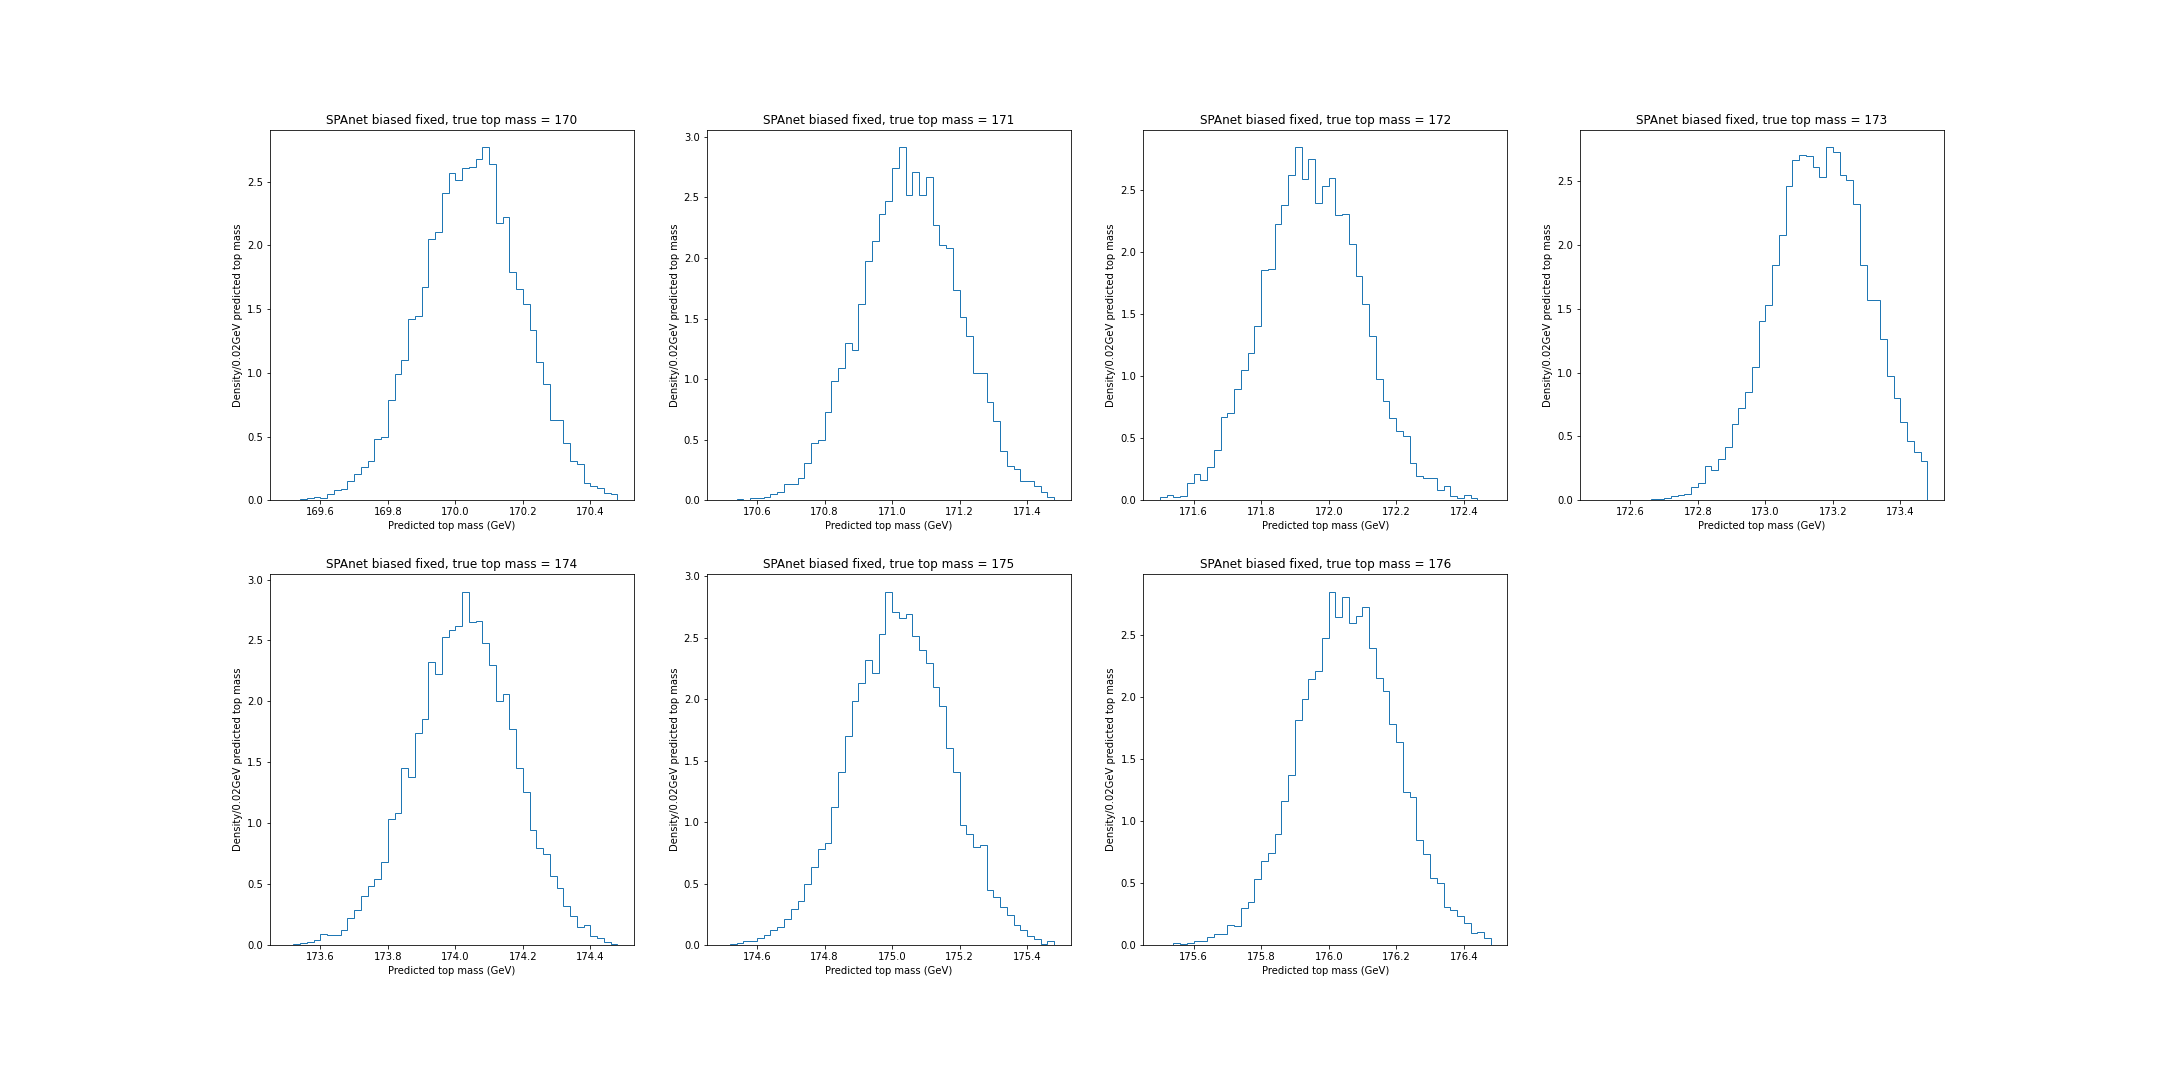 SPAnet biased fixed, true top mass = 170
Density/0.02GeV predicted top mass
0.0
0.5
1.0
1.5
2.0
2.5
169.6 169.8 170.0 170.2 170.4
Predicted top mass (GeV)
SPAnet biased fixed, true top mass = 171
Density/0.02GeV predicted top mass
0.0
0.5
1.0
1.5
2.0
2.5
3.0
170.6 170.8 171.0 171.2 171.4
Predicted top mass (GeV)
SPAnet biased fixed, true top mass = 172
Density/0.02GeV predicted top mass
0.0
0.5
1.0
1.5
2.0
2.5
171.6 171.8 172.0 172.2 172.4
Predicted top mass (GeV)
SPAnet biased fixed, true top mass = 173
Density/0.02GeV predicted top mass
0.0
0.5
1.0
1.5
2.0
2.5
172.6 172.8 173.0 173.2 173.4
Predicted top mass (GeV)
SPAnet biased fixed, true top mass = 174
Density/0.02GeV predicted top mass
0.0
0.5
1.0
1.5
2.0
2.5
3.0
173.6 173.8 174.0 174.2 174.4
Predicted top mass (GeV)
SPAnet biased fixed, true top mass = 175
Density/0.02GeV predicted top mass
0.0
0.5
1.0
1.5
2.0
2.5
3.0
174.6 174.8 175.0 175.2 175.4
Predicted top mass (GeV)
SPAnet biased fixed, true top mass = 176
Density/0.02GeV predicted top mass
0.0
0.5
1.0
1.5
2.0
2.5
175.6 175.8 176.0 176.2 176.4
Predicted top mass (GeV)